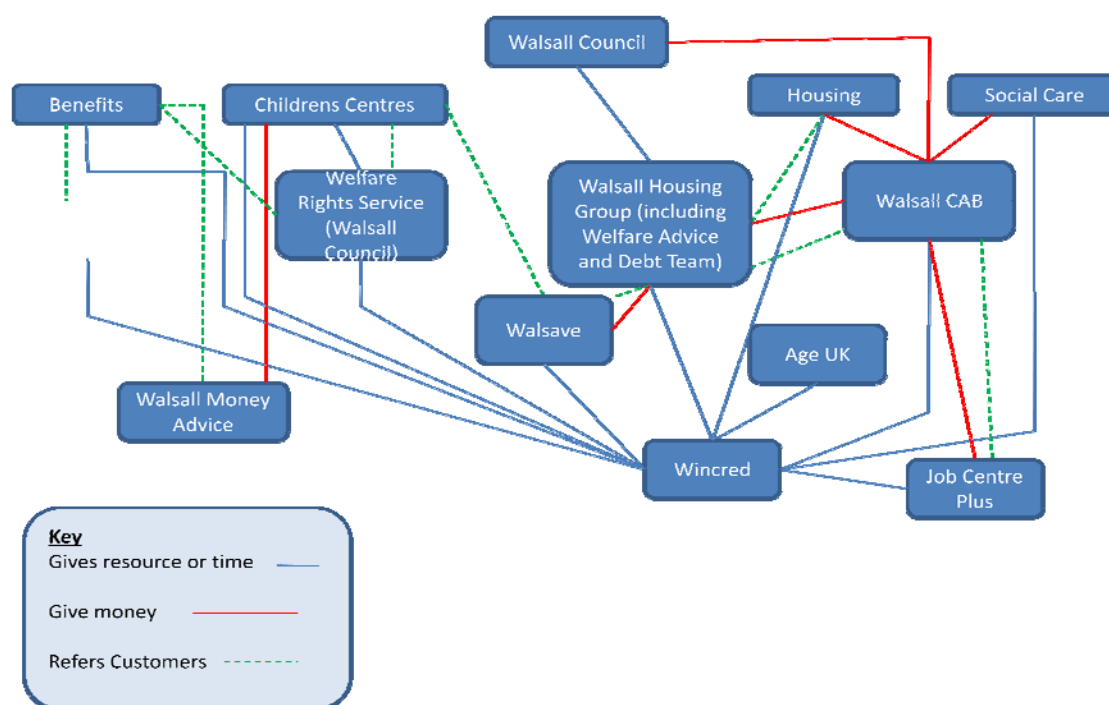 Walsall Council
Benefits
Childrens Centres
Housing
Social Care
Welfare
Rights Service
(Walsall
Council)
Walsall Housing
Group (including
Welfare Advice
and Debt Team)
Walsall CAB
Walsave
Age UK
Walsall Money
Advice
Wincred
Job Centre
Plus
Key
Gives resource or time
Give money
Refers Customers